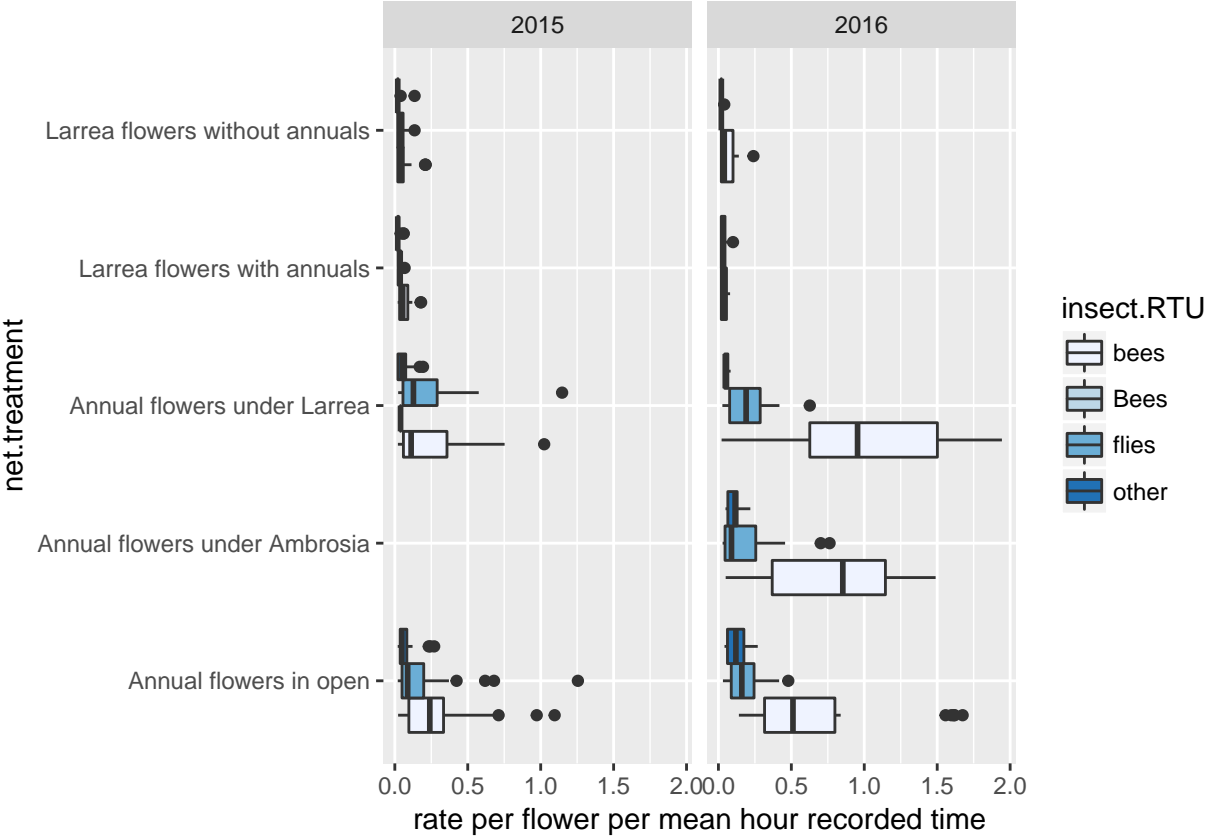 2015 2016
Larrea flowers without annuals
Larrea flowers with annuals
Annual flowers under Larrea
Annual flowers under Ambrosia
Annual flowers in open
net.treatment
0.0 0.5 1.0 1.5 2.0 0.0 0.5 1.0 1.5 2.0
rate per flower per mean hour recorded time
insect.RTU
bees
Bees
flies
other